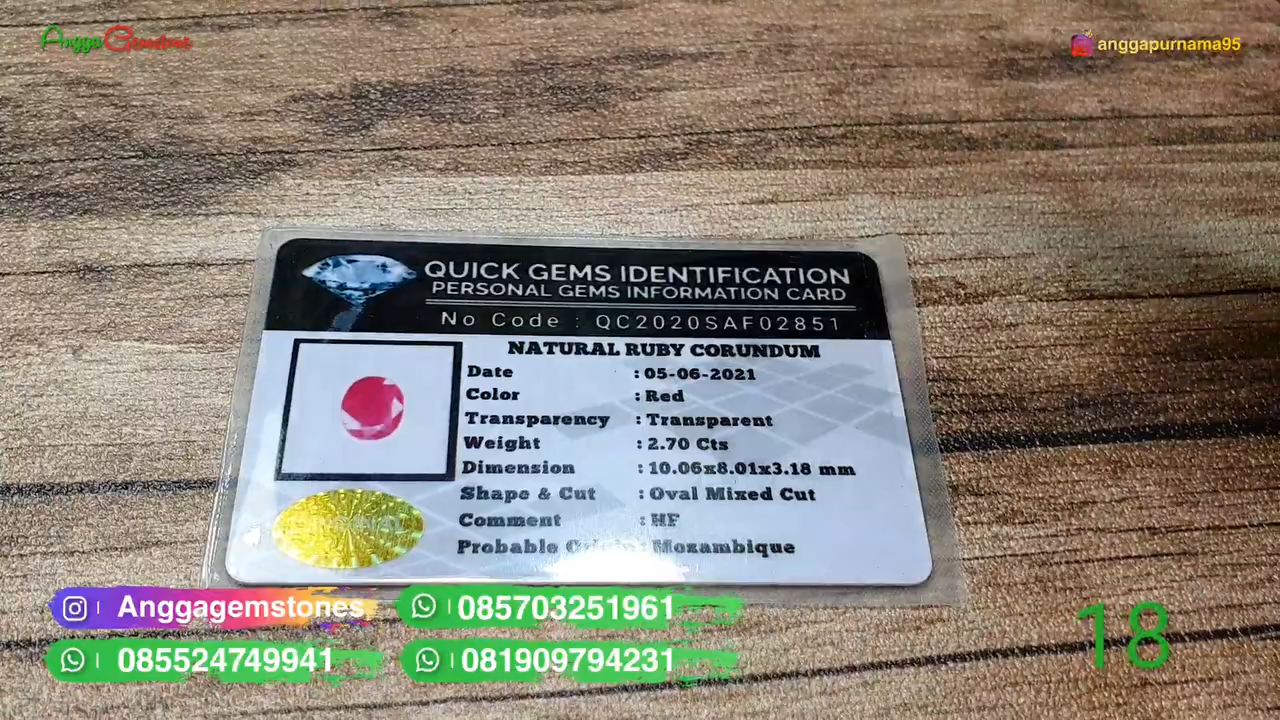 AnggaGemstone
anggapurnama95
QUICK GEMS IDENTIFICATION
PERSONAL GEMS INFORMATION CARD
No Code : QC2020SAF02851
NATURAL RUBY CORUNDUM
Date : 05-06-2021
Color : Red
Transparency : Transparent
Weight : 2.70 Cts
Dimension : 10.06x8.01x3.18 mm
Shape & Cut : Oval Mixed Cut
Comment : HF
Probable Origin : Mozambique
ORIGINAL
Anggagemstones
085703251961
085524749941
081909794231
18